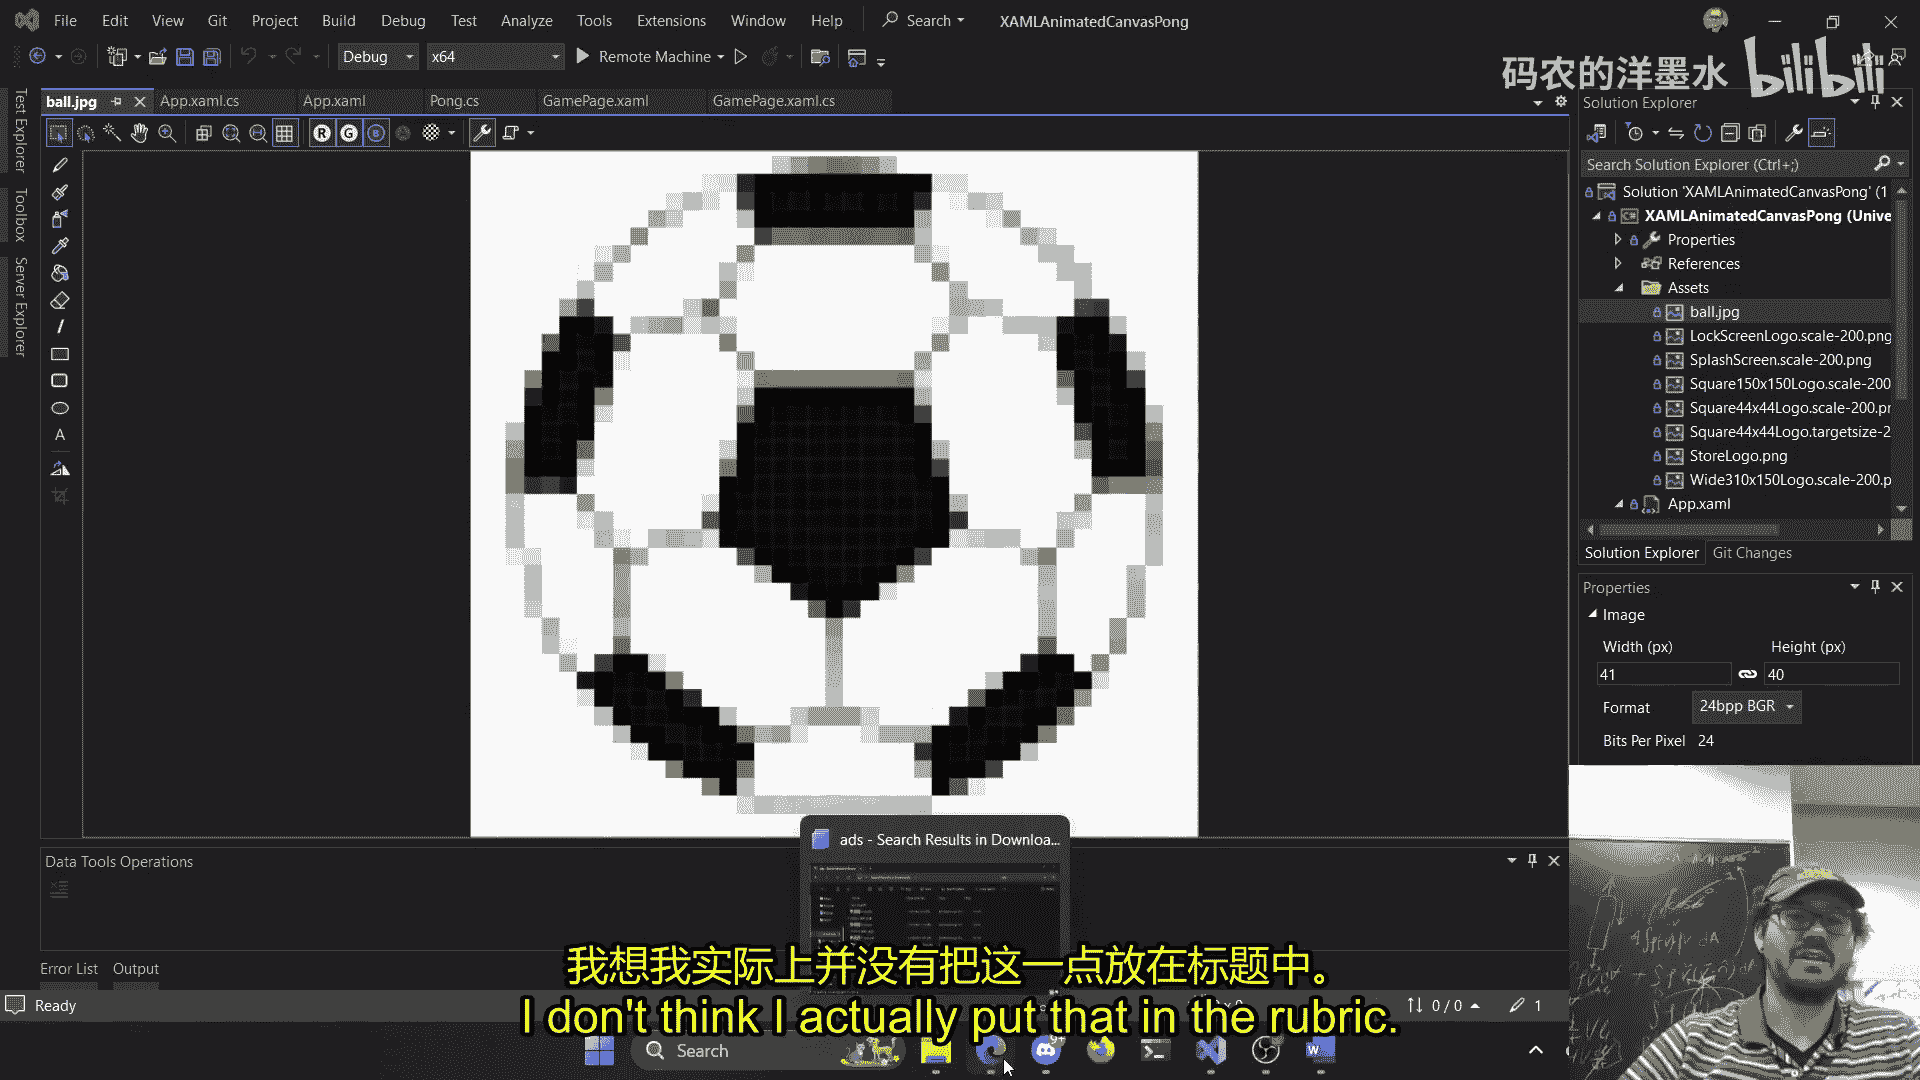 File Edit View Git Project Build Debug Test Analyze Tools Extensions Window Help Search XAMLAnimatedCanvasPong
Debug x64 Remote Machine
码农的洋墨水 bilibili
ball.jpg App.xaml.cs App.xaml Pong.cs GamePage.xaml GamePage.xaml.cs
R G B
Test Explorer
Toolbox
Server Explorer
A
Solution Explorer
Search Solution Explorer (Ctrl+;)
Solution 'XAMLAnimatedCanvasPong' (1
XAMLAnimatedCanvasPong (Unive
Properties
References
Assets
ball.jpg
LockScreenLogo.scale-200.png
SplashScreen.scale-200.png
Square150x150Logo.scale-200
Square44x44Logo.scale-200.pr
Square44x44Logo.targetsize-2
StoreLogo.png
Wide310x150Logo.scale-200.p
App.xaml
Solution Explorer Git Changes
Properties
Image
Width (px) Height (px)
41 40
Format 24bpp BGR
Bits Per Pixel 24
Data Tools Operations
ads - Search Results in Downloa...
Error List Output
我想我实际上并没有把这一点放在标题中。
Ready
0 / 0 1
I don't think I actually put that in the rubric.
Search
9+